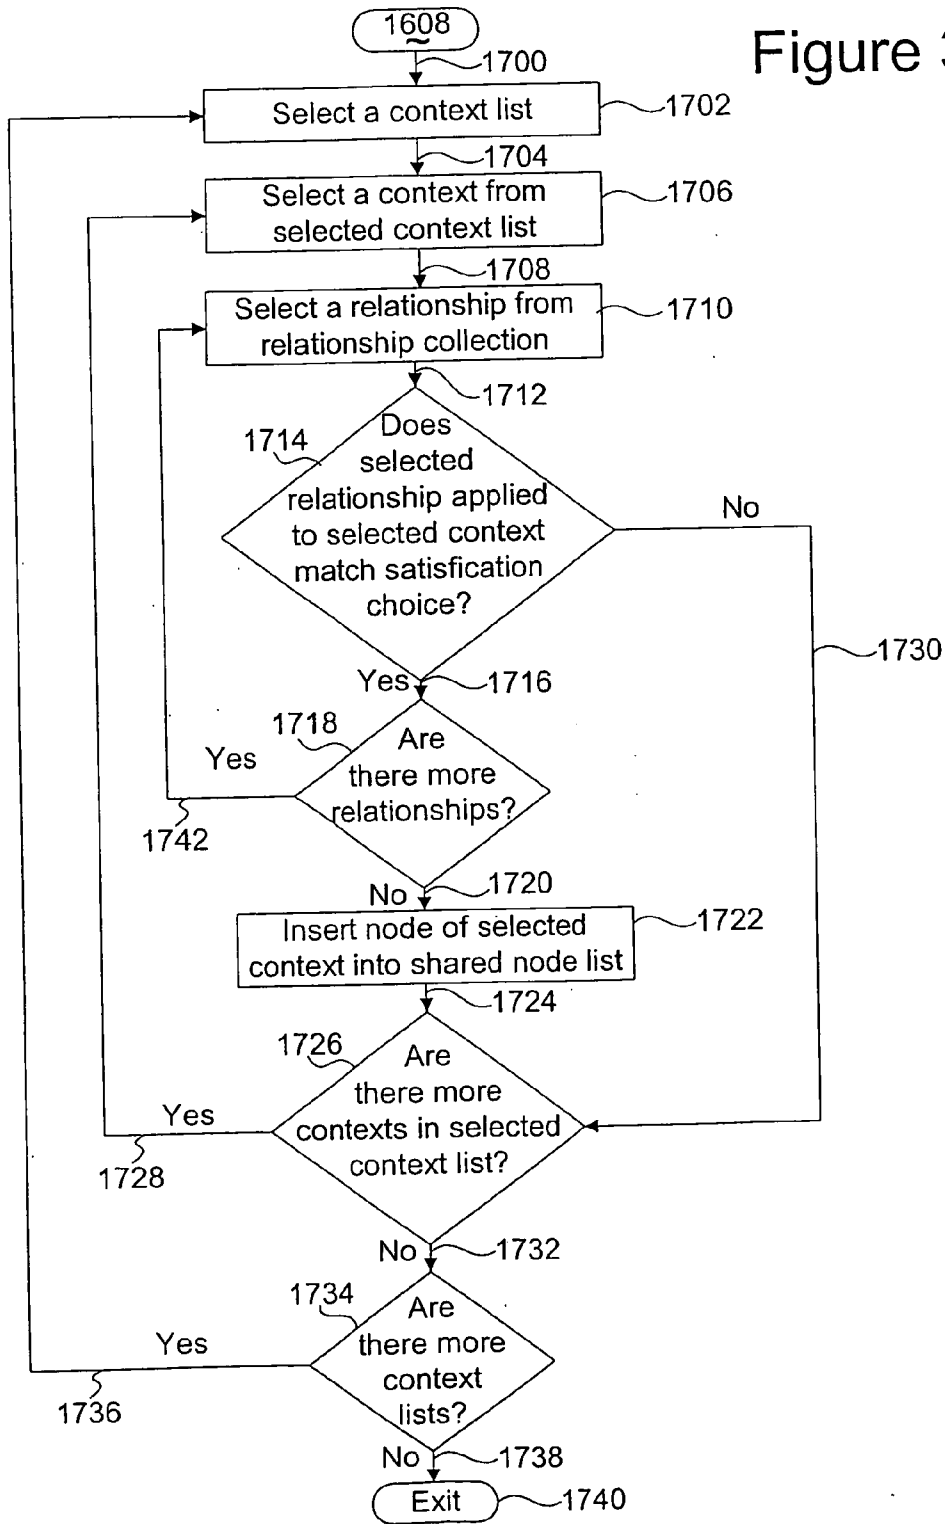 1608
Figure 3
1700
Select a context list
1702
1704
Select a context from
selected context list
1706
1708
Select a relationship from
relationship collection
1710
1712
1714
Does
selected
relationship applied
to selected context
match satisfication
choice?
No
1730
Yes
1716
1718
Are
there more
relationships?
Yes
1742
No
1720
Insert node of selected
context into shared node list
1722
1724
1726
Are
there more
contexts in selected
context list?
Yes
1728
No
1732
1734
Are
there more
context
lists?
Yes
1736
No
1738
Exit
1740